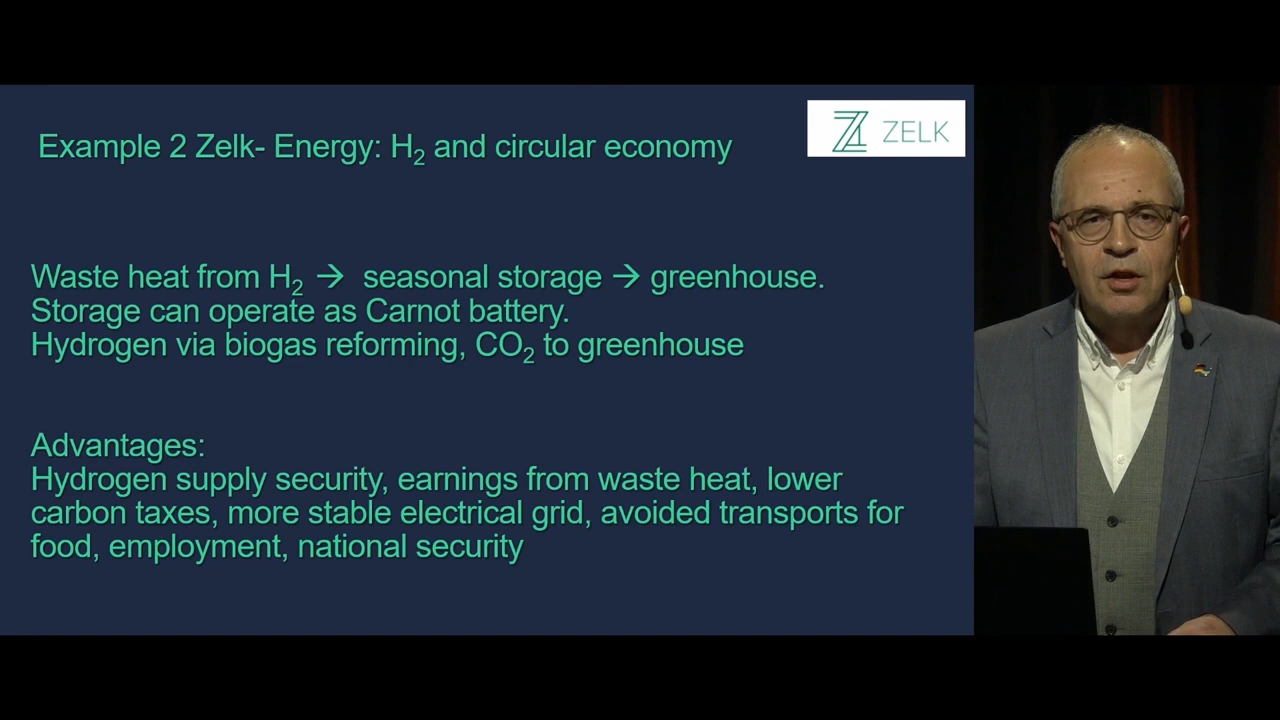 Example 2 Zelk- Energy: H₂ and circular economy
ZELK
Waste heat from H₂ → seasonal storage → greenhouse.
Storage can operate as Carnot battery.
Hydrogen via biogas reforming, CO₂ to greenhouse
Advantages:
Hydrogen supply security, earnings from waste heat, lower
carbon taxes, more stable electrical grid, avoided transports for
food, employment, national security